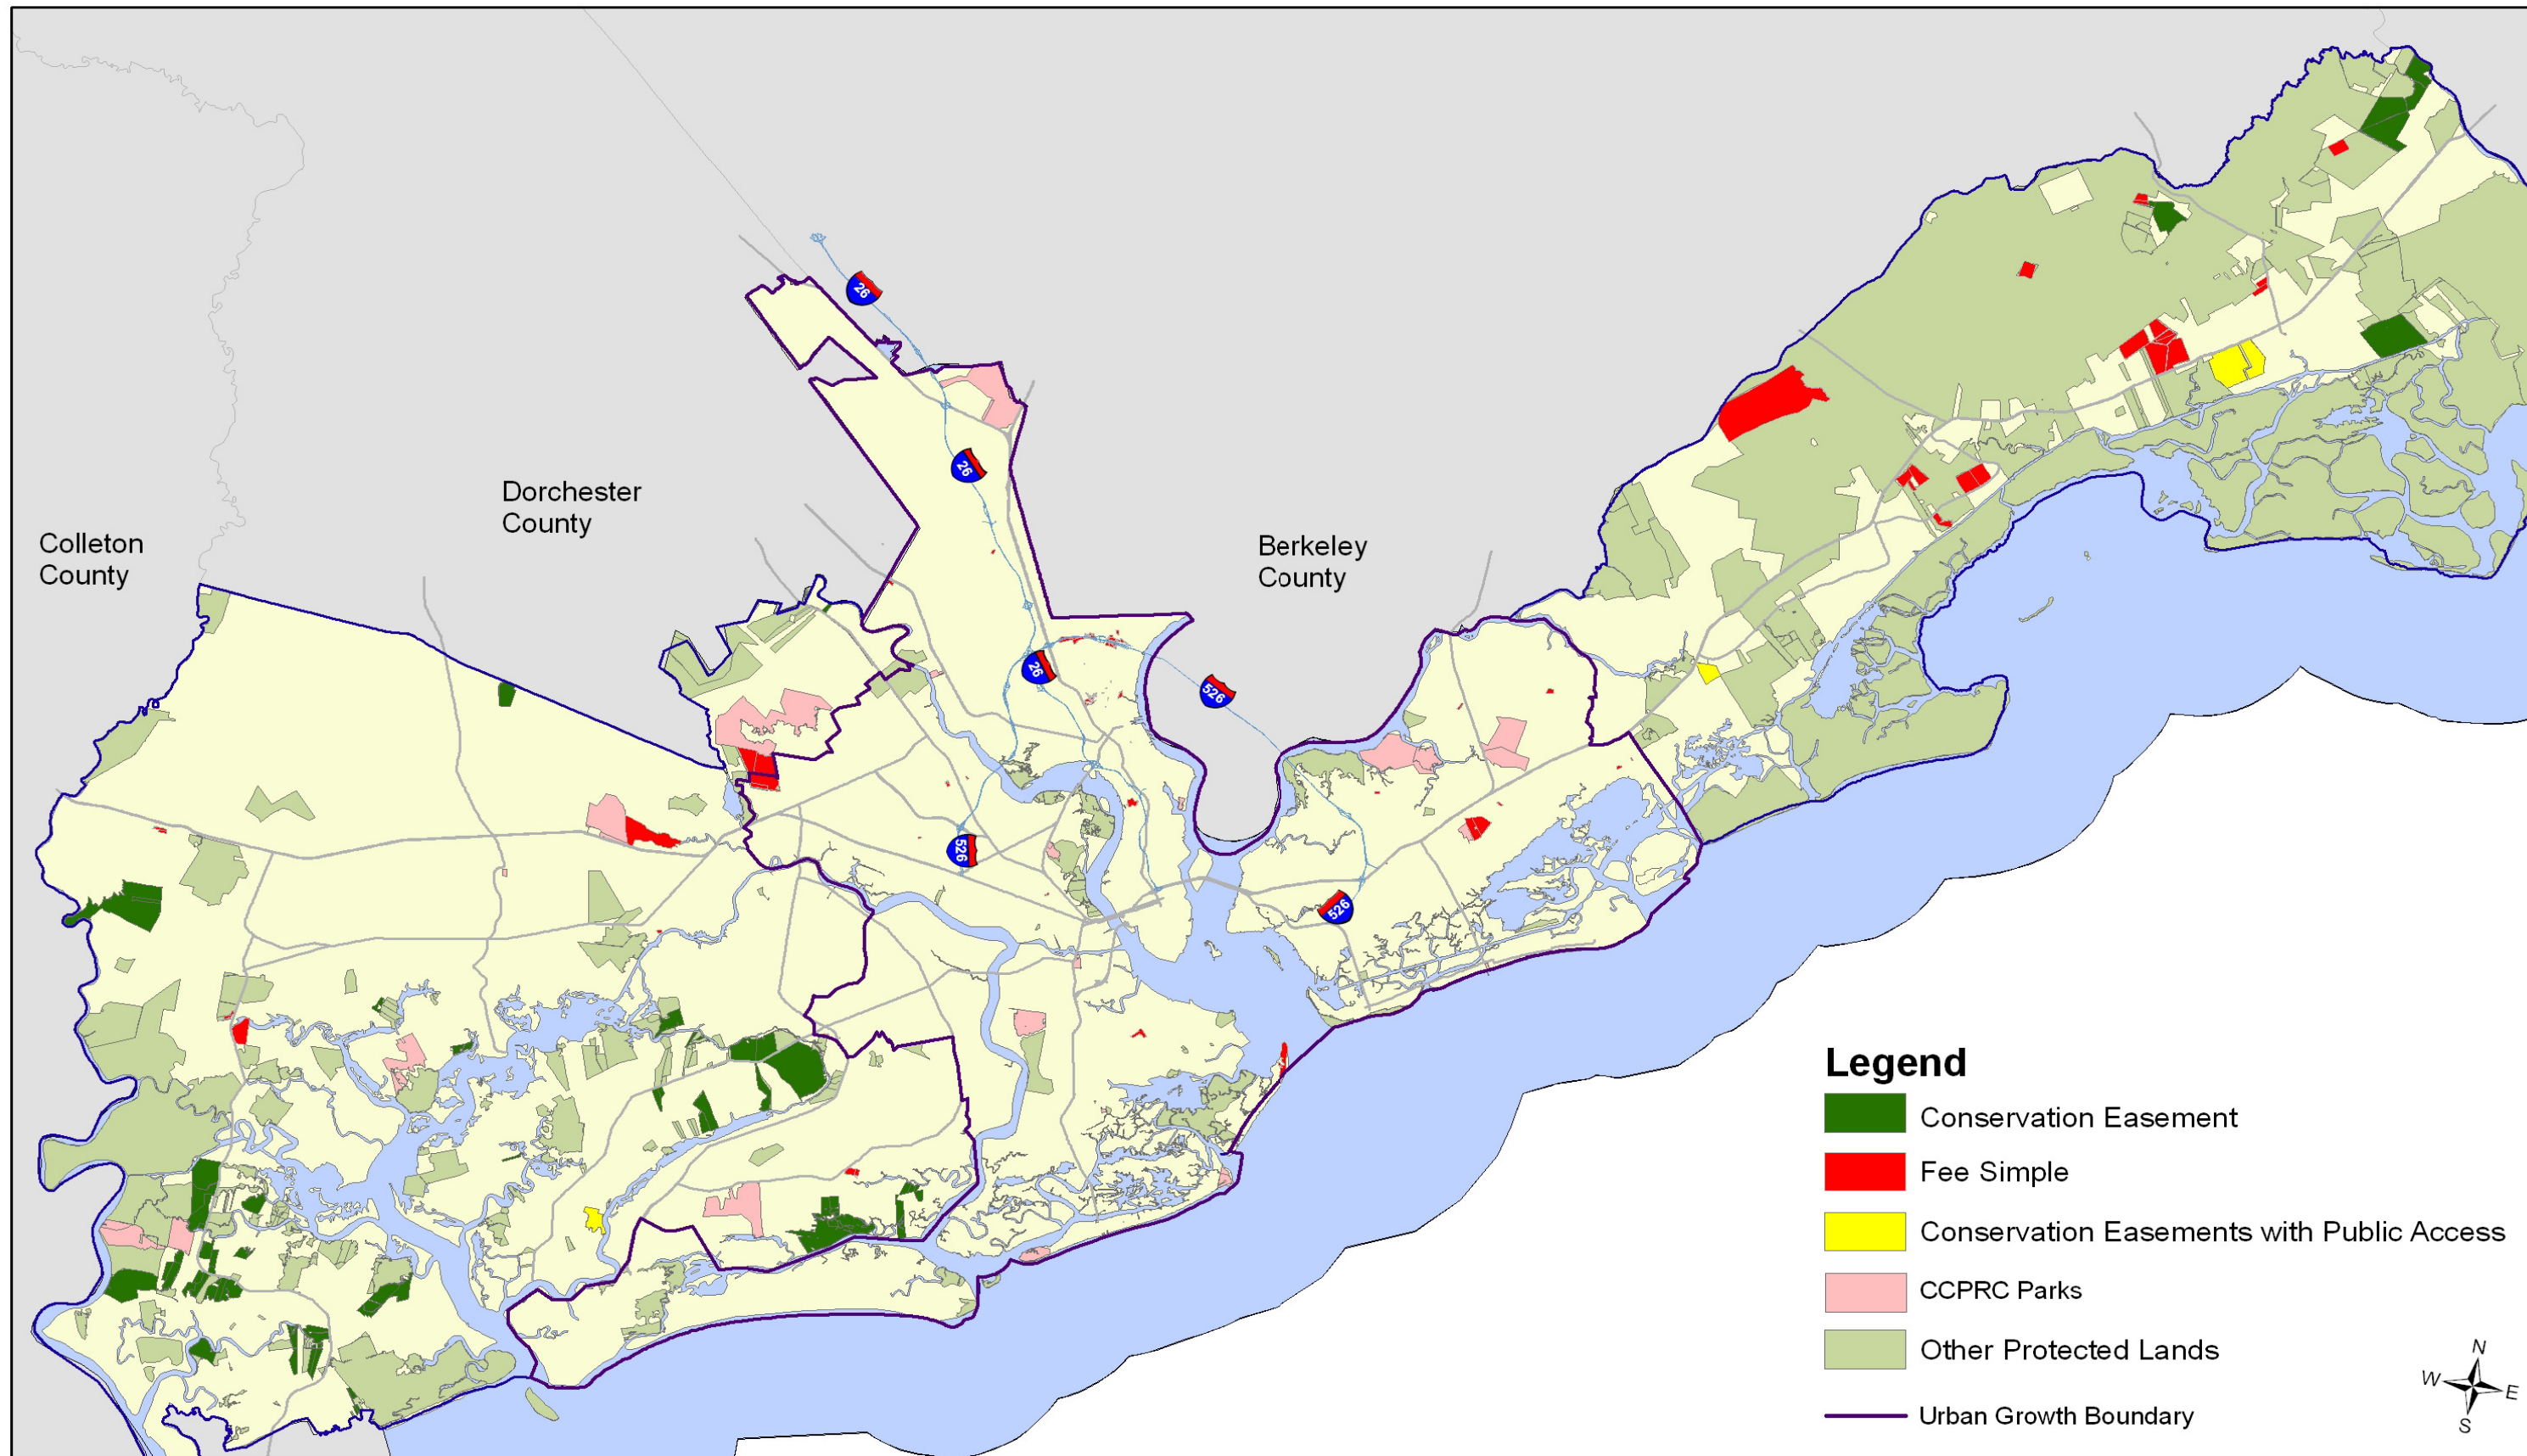 26
26
Dorchester
County
Colleton
County
Berkeley
County
26
526
526
526
Legend
Conservation Easement
Fee Simple
Conservation Easements with Public Access
CCPRC Parks
Other Protected Lands
Urban Growth Boundary
N
W E
S